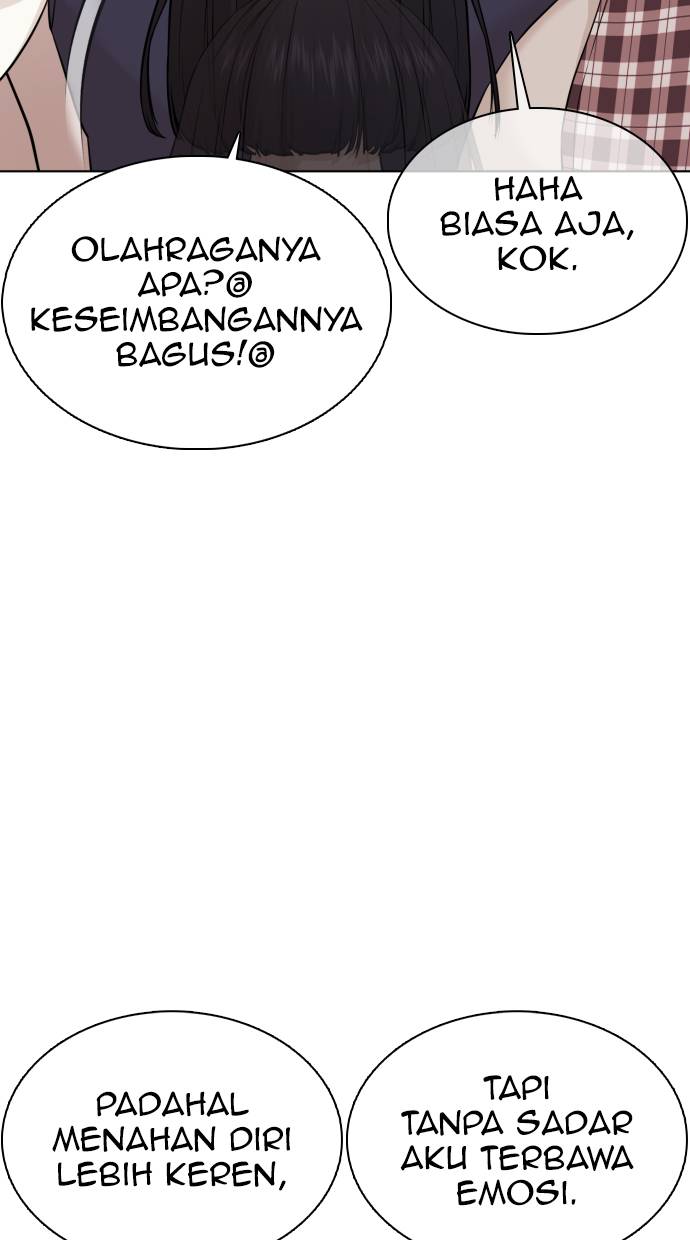 HAHA
BIASA AJA,
KOK.
OLAHRAGANYA
APA?@
KESEIMBANGANNYA
BAGUS!@
PADAHAL
MENAHAN DIRI
LEBIH KEREN,
TAPI
TANPA SADAR
AKU TERBAWA
EMOSI.